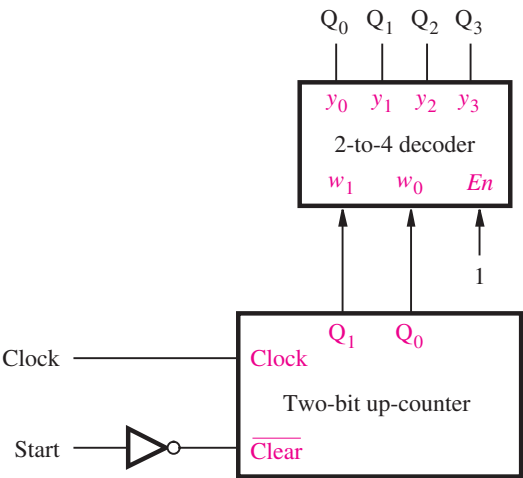 Q0 Q1 Q2 Q3
y0 y1 y2 y3
2-to-4 decoder
w1 w0 En
1
Q1 Q0
Clock Clock
Two-bit up-counter
Start Clear